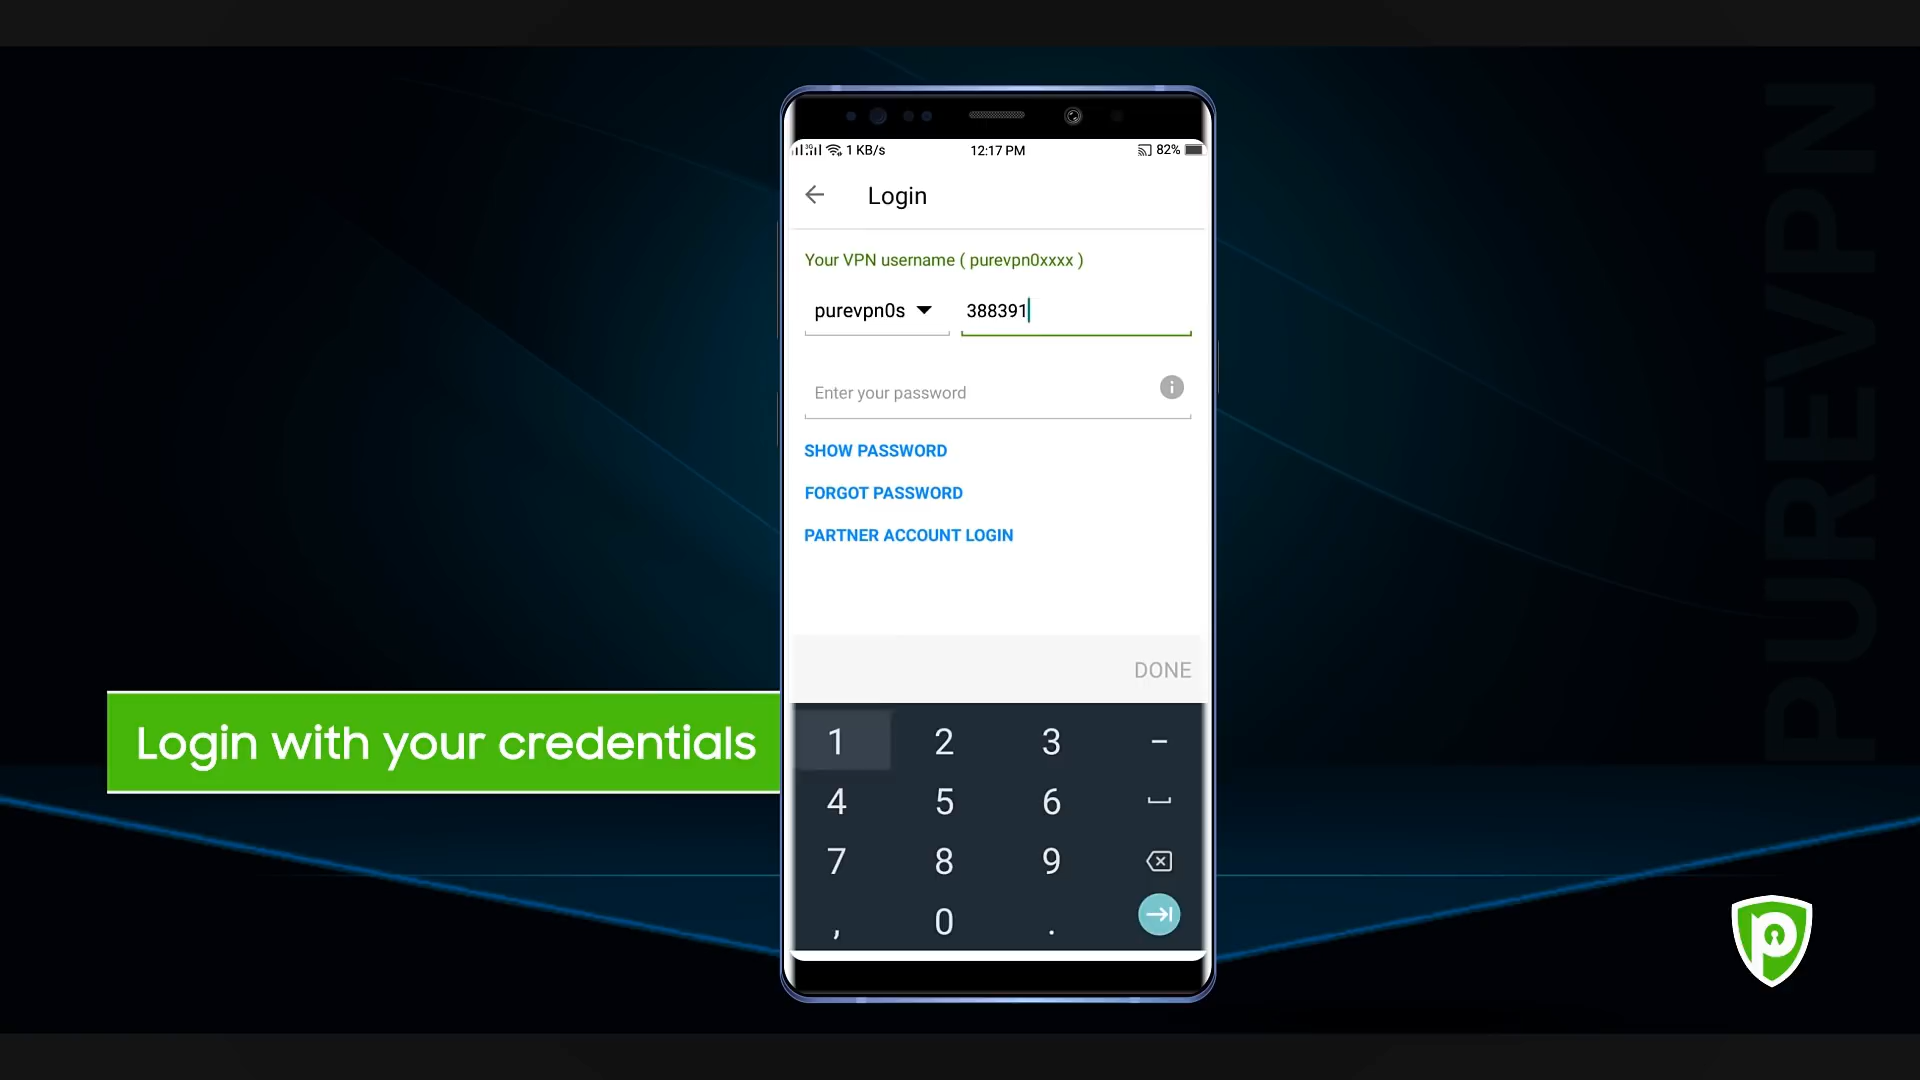 1 KB/s 12:17 PM 82%
Login
Your VPN username ( purevpn0xxxx )
purevpn0s 388391
Enter your password
SHOW PASSWORD
FORGOT PASSWORD
PARTNER ACCOUNT LOGIN
DONE
Login with your credentials
1 2 3 –
4 5 6
7 8 9
, 0 .
PUREVPN